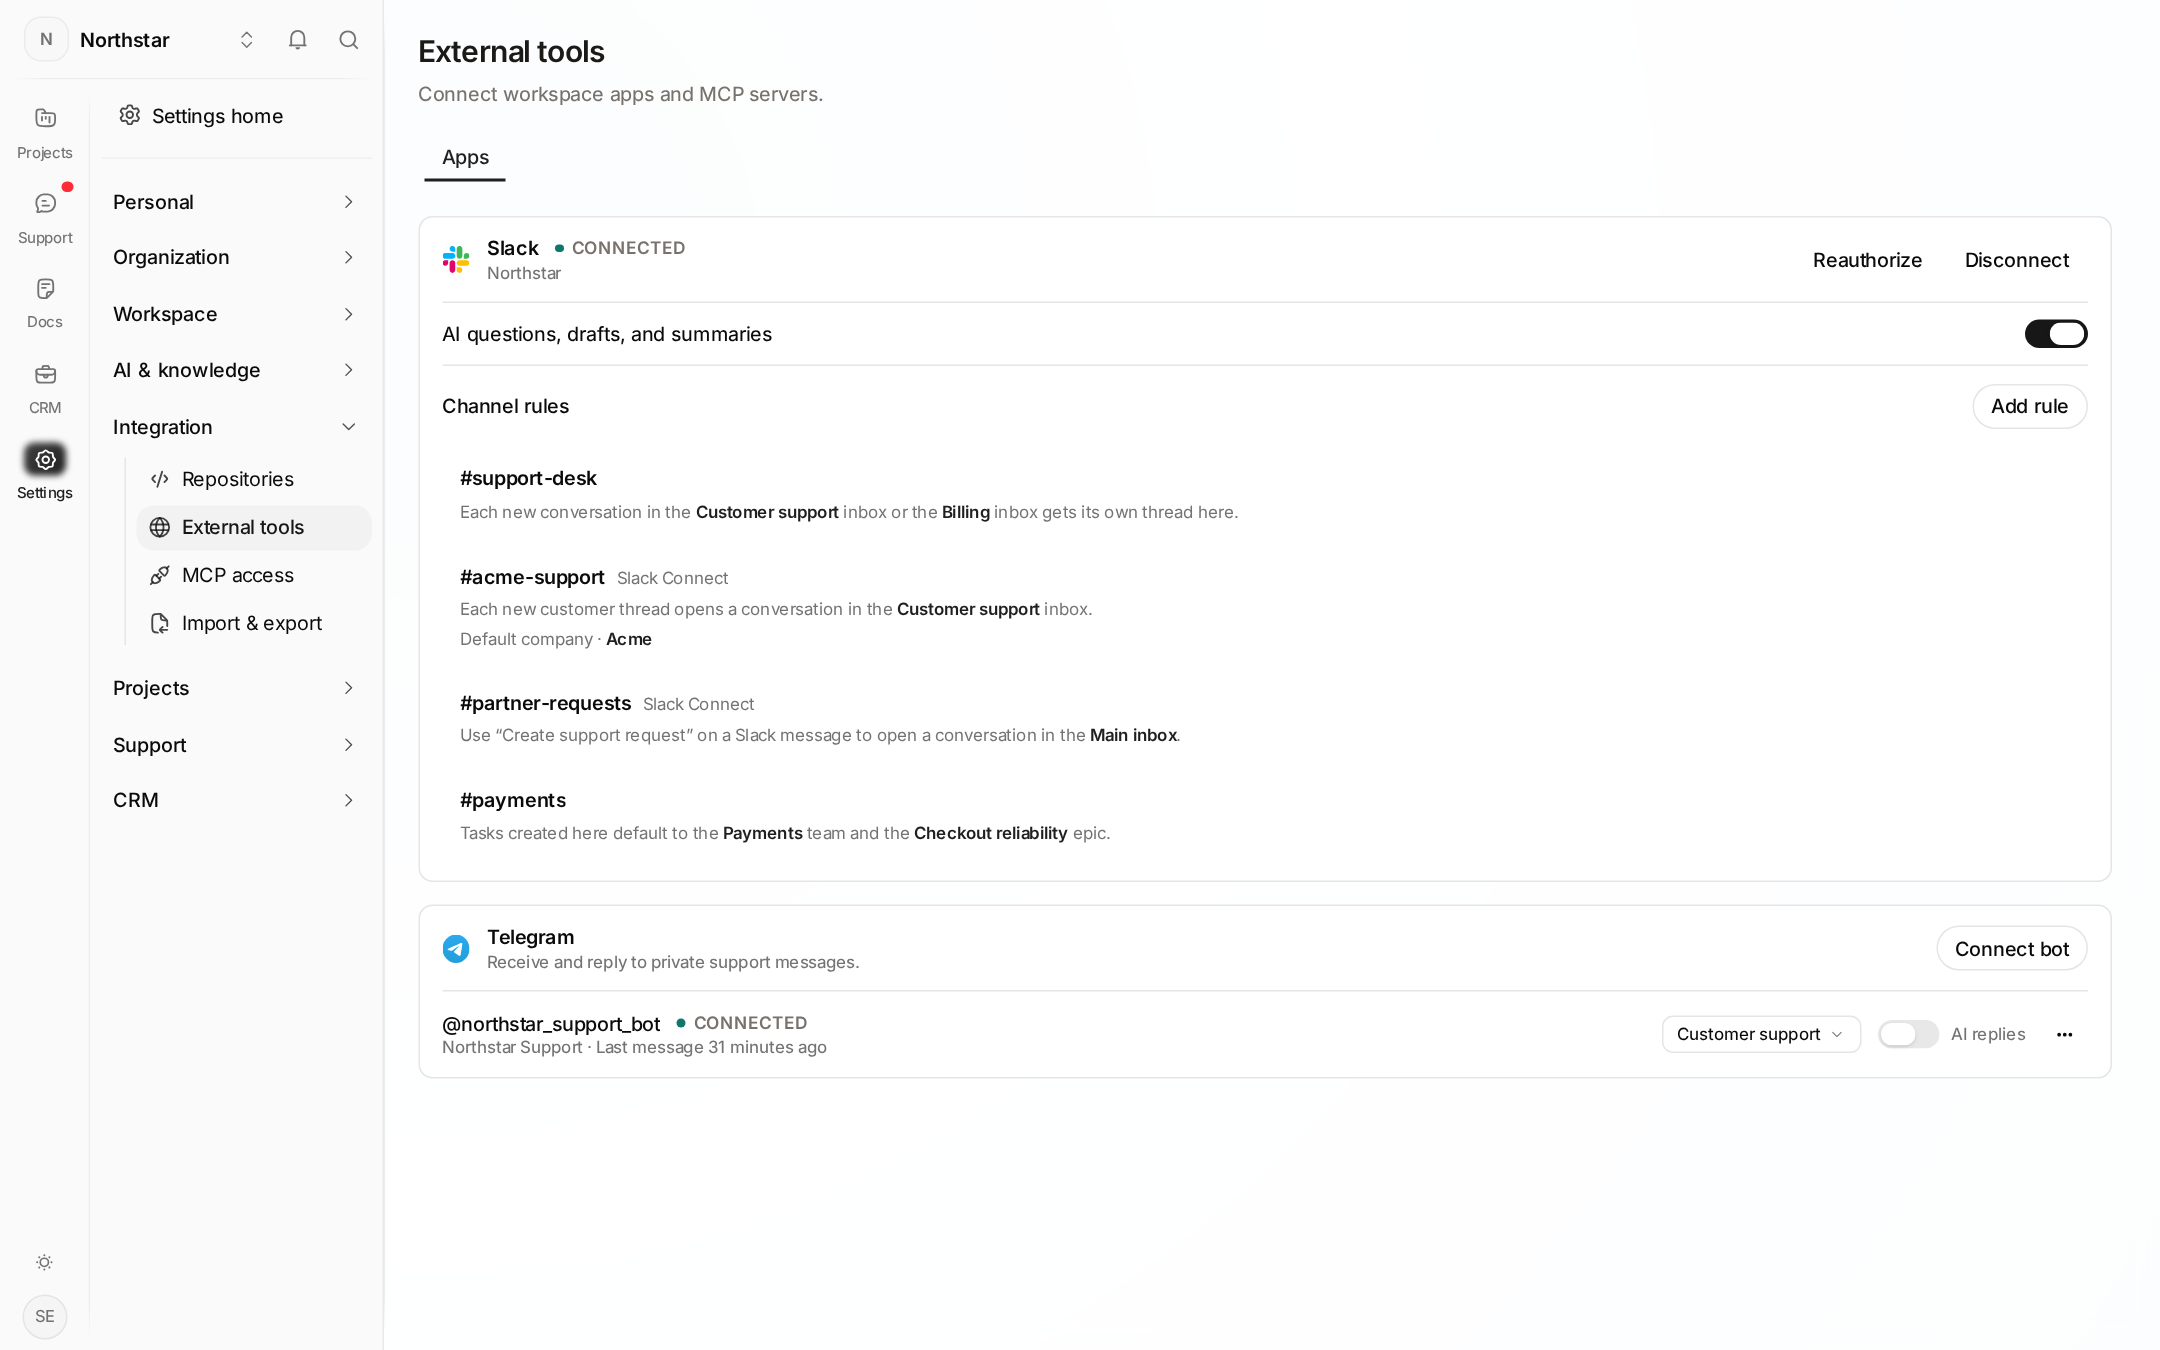 N Northstar
Projects
Support
Docs
CRM
Settings
Settings home
Personal
Organization
Workspace
AI & knowledge
Integration
Repositories
External tools
MCP access
Import & export
Projects
Support
CRM
SE
External tools
Connect workspace apps and MCP servers.
Apps
Slack CONNECTED
Northstar
Reauthorize Disconnect
AI questions, drafts, and summaries
Channel rules Add rule
#support-desk
Each new conversation in the Customer support inbox or the Billing inbox gets its own thread here.
#acme-support Slack Connect
Each new customer thread opens a conversation in the Customer support inbox.
Default company · Acme
#partner-requests Slack Connect
Use “Create support request” on a Slack message to open a conversation in the Main inbox.
#payments
Tasks created here default to the Payments team and the Checkout reliability epic.
Telegram
Receive and reply to private support messages.
Connect bot
@northstar_support_bot CONNECTED
Northstar Support · Last message 31 minutes ago
Customer support AI replies